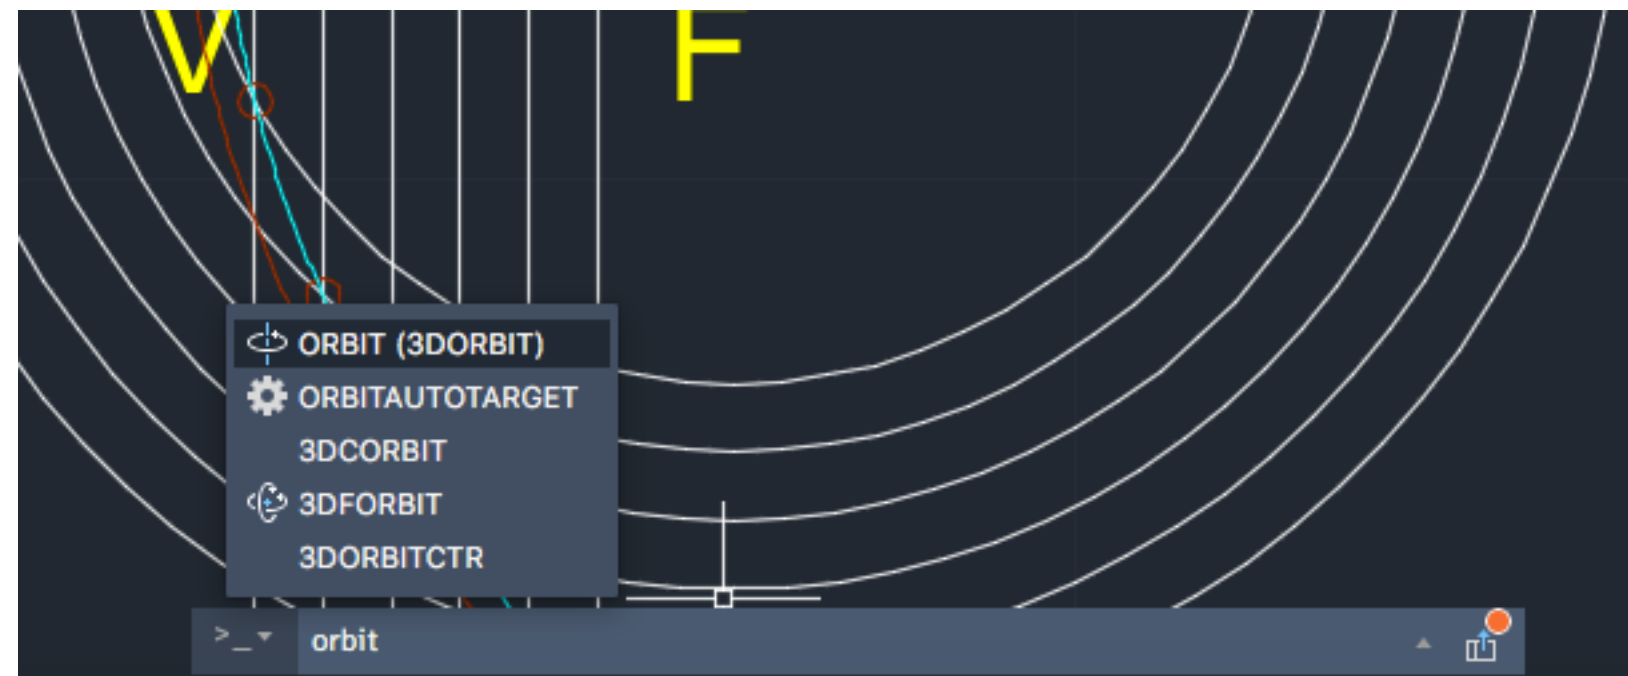 V
F
ORBIT (3DORBIT)
ORBITAUTOTARGET
3DCORBIT
3DFORBIT
3DORBITCTR
>_ orbit